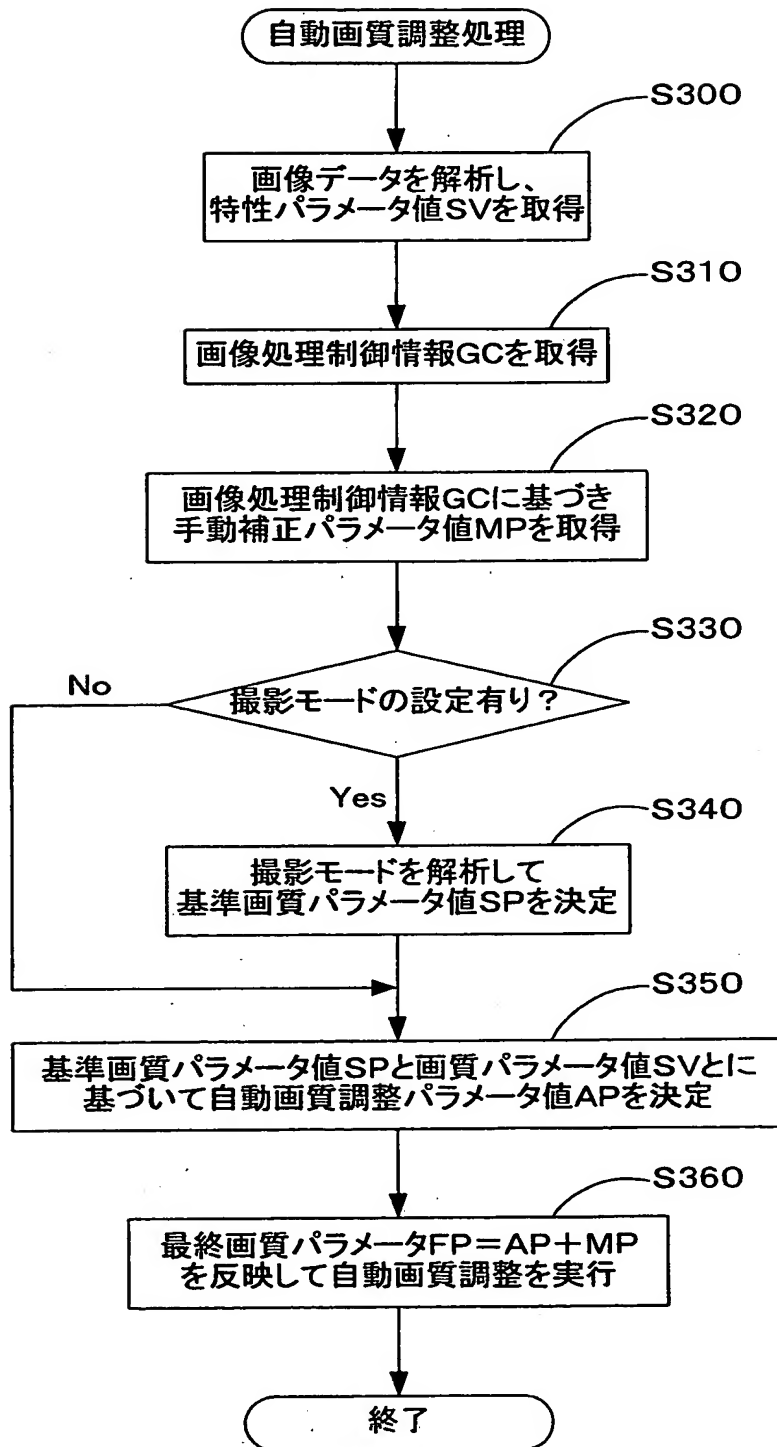 自動画質調整処理
S300
画像データを解析し、
特性パラメータ値SVを取得
S310
画像処理制御情報GCを取得
S320
画像処理制御情報GCに基づき
手動補正パラメータ値MPを取得
S330
No
撮影モードの設定有り?
Yes
S340
撮影モードを解析して
基準画質パラメータ値SPを決定
S350
基準画質パラメータ値SPと画質パラメータ値SVとに
基づいて自動画質調整パラメータ値APを決定
S360
最終画質パラメータFP=AP+MP
を反映して自動画質調整を実行
終了